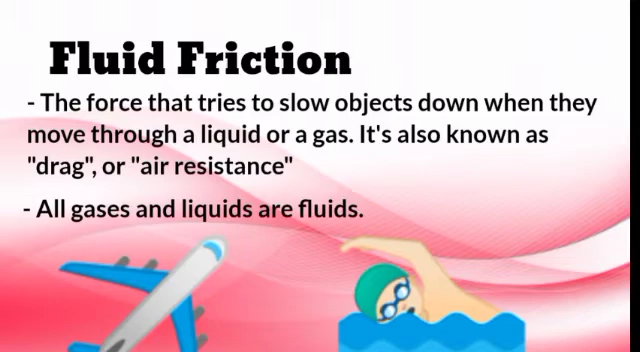 Fluid Friction
- The force that tries to slow objects down when they
move through a liquid or a gas. It's also known as
"drag", or "air resistance"
- All gases and liquids are fluids.